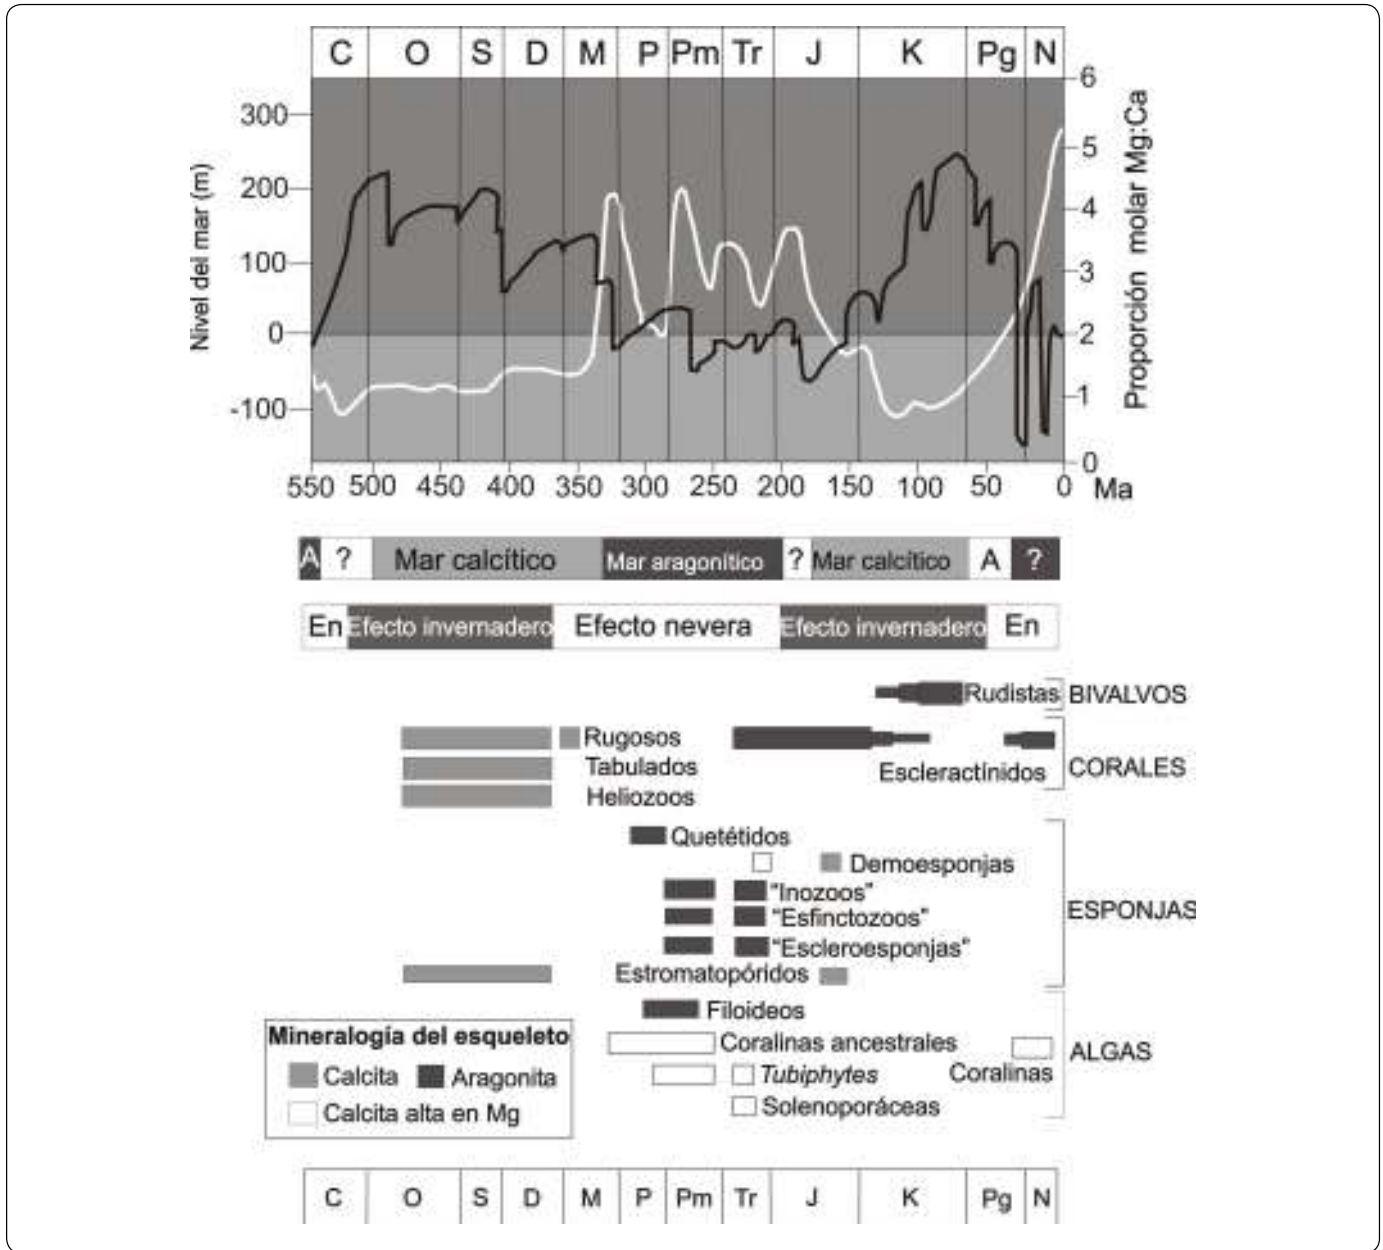 C O S D M P Pm Tr J K Pg N
Nivel del mar (m)
300
200
100
0
-100
6
5
4
3
2
1
0
Proporción molar Mg:Ca
550 500 450 400 350 300 250 200 150 100 50 0 Ma
A ? Mar calcítico Mar aragonítico ? Mar calcítico A ?
En Efecto invernadero Efecto nevera Efecto invernadero En
Rudistas BIVALVOS
Rugosos
Tabulados
Escleractínidos CORALES
Heliozoos
Quetétidos
Demoesponjas
"Inozoos"
"Esfinctozoos" ESPONJAS
"Escleroesponjas"
Estromatopóridos
Filoideos
Coralinas ancestrales
ALGAS
Tubiphytes Coralinas
Solenoporáceas
Mineralogía del esqueleto
Calcita Aragonita
Calcita alta en Mg
C O S D M P Pm Tr J K Pg N